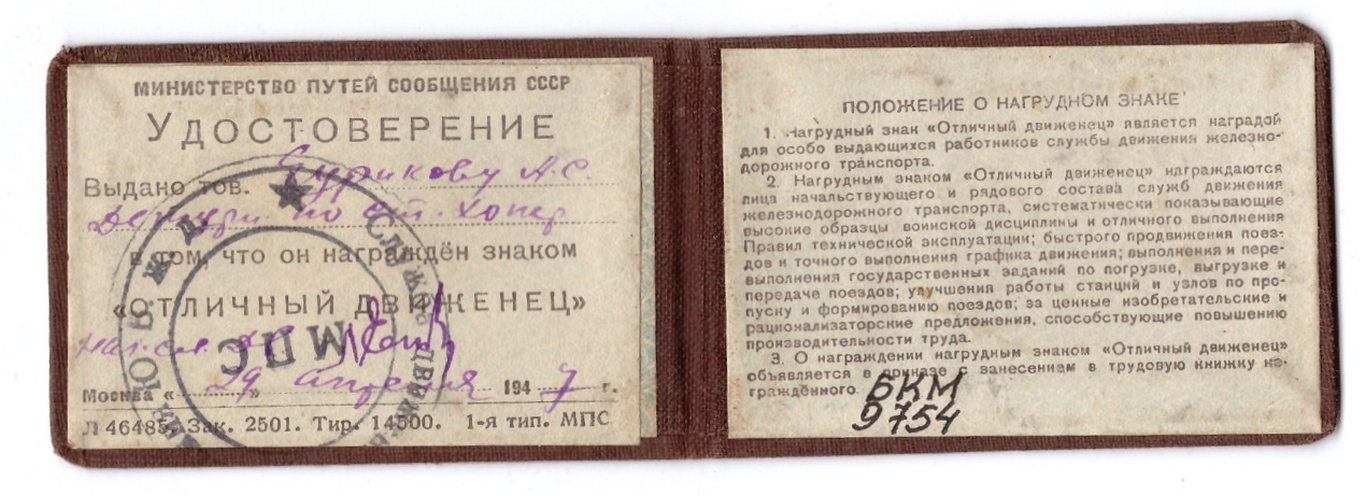 МИНИСТЕРСТВО ПУТЕЙ СООБЩЕНИЯ СССР
УДОСТОВЕРЕНИЕ
Выдано тов. Гурикову А.С.
по ст. Хопер
в том, что он награждён знаком
«ОТЛИЧНЫЙ ДВИЖЕНЕЦ»
Москва « 29 » апреля 1947 г.
Л 46485. Зак. 2501. Тир. 14500. 1-я тип. МПС
МПС
ПОЛОЖЕНИЕ О НАГРУДНОМ ЗНАКЕ
1. Нагрудный знак «Отличный движенец» является наградой
для особо выдающихся работников службы движения железно-
дорожного транспорта.
2. Нагрудным знаком «Отличный движенец» награждаются
лица начальствующего и рядового состава служб движения
железнодорожного транспорта, систематически показывающие
высокие образцы воинской дисциплины и отличного выполнения
Правил технической эксплуатации; быстрого продвижения поез-
дов и точного выполнения графика движения; выполнения и пере-
выполнения государственных заданий по погрузке, выгрузке и
передаче поездов; улучшения работы станций и узлов по про-
пуску и формированию поездов; за ценные изобретательские и
рационализаторские предложения, способствующие повышению
производительности труда.
3. О награждении нагрудным знаком «Отличный движенец»
объявляется в приказе с занесением в трудовую книжку на-
граждённого.
БКМ
9754